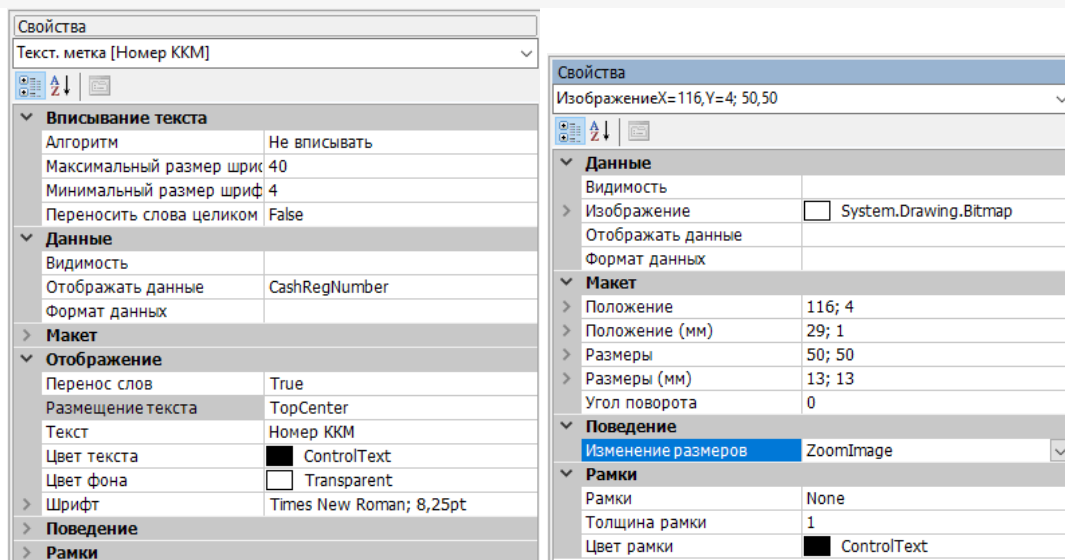 Свойства
Текст. метка [Номер ККМ]
Вписывание текста
Алгоритм Не вписывать
Максимальный размер шриф 40
Минимальный размер шриф 4
Переносить слова целиком False
Данные
Видимость
Отображать данные CashRegNumber
Формат данных
Макет
Отображение
Перенос слов True
Размещение текста TopCenter
Текст Номер ККМ
Цвет текста ControlText
Цвет фона Transparent
Шрифт Times New Roman; 8,25pt
Поведение
Рамки
Свойства
ИзображениеX=116,Y=4; 50,50
Данные
Видимость
Изображение System.Drawing.Bitmap
Отображать данные
Формат данных
Макет
Положение 116; 4
Положение (мм) 29; 1
Размеры 50; 50
Размеры (мм) 13; 13
Угол поворота 0
Поведение
Изменение размеров ZoomImage
Рамки
Рамки None
Толщина рамки 1
Цвет рамки ControlText